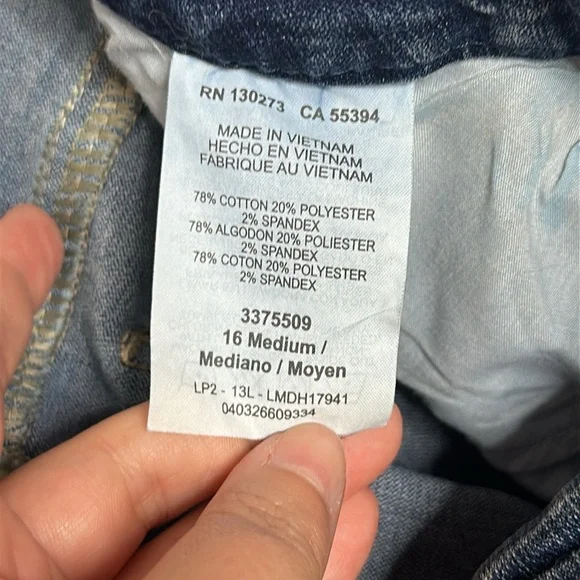 RN 130273 CA 55394
MADE IN VIETNAM
HECHO EN VIETNAM
FABRIQUE AU VIETNAM
78% COTTON 20% POLYESTER
2% SPANDEX
78% ALGODON 20% POLIESTER
2% SPANDEX
78% COTON 20% POLYESTER
2% SPANDEX
3375509
16 Medium /
Mediano / Moyen
LP2 - 13L - LMDH17941
040326609334